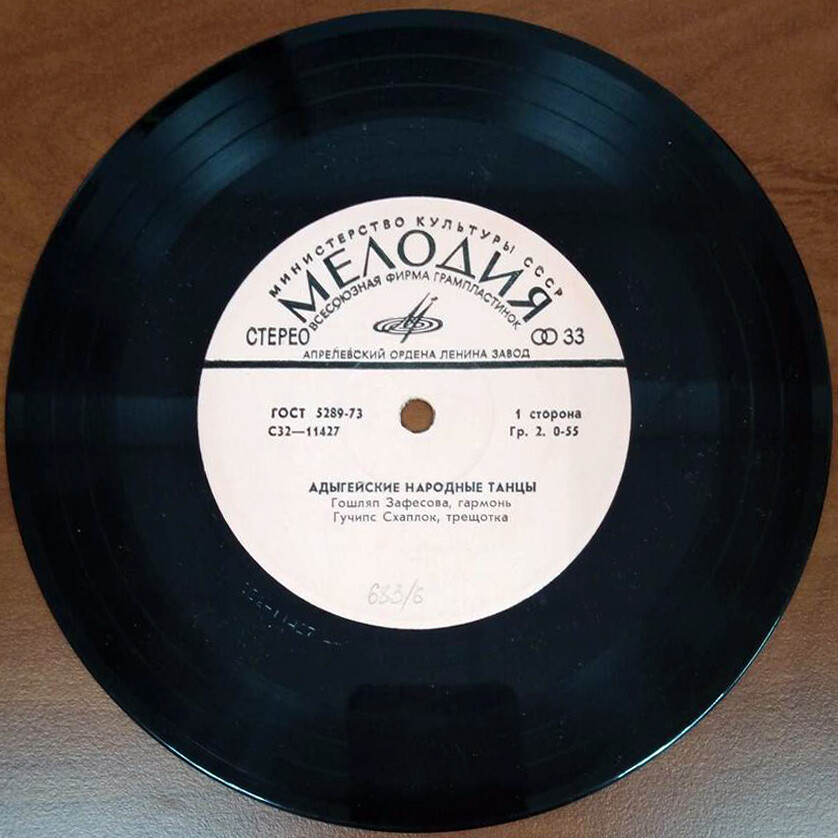 МИНИСТЕРСТВО КУЛЬТУРЫ СССР
МЕЛОДИЯ
ВСЕСОЮЗНАЯ ФИРМА ГРАМПЛАСТИНОК
СТЕРЕО 33
АПРЕЛЕВСКИЙ ОРДЕНА ЛЕНИНА ЗАВОД
ГОСТ 5289-73 1 сторона
С32—11427 Гр. 2. 0-55
АДЫГЕЙСКИЕ НАРОДНЫЕ ТАНЦЫ
Гошляп Зафесова, гармонь
Гучипс Схаплок, трещотка
683/6